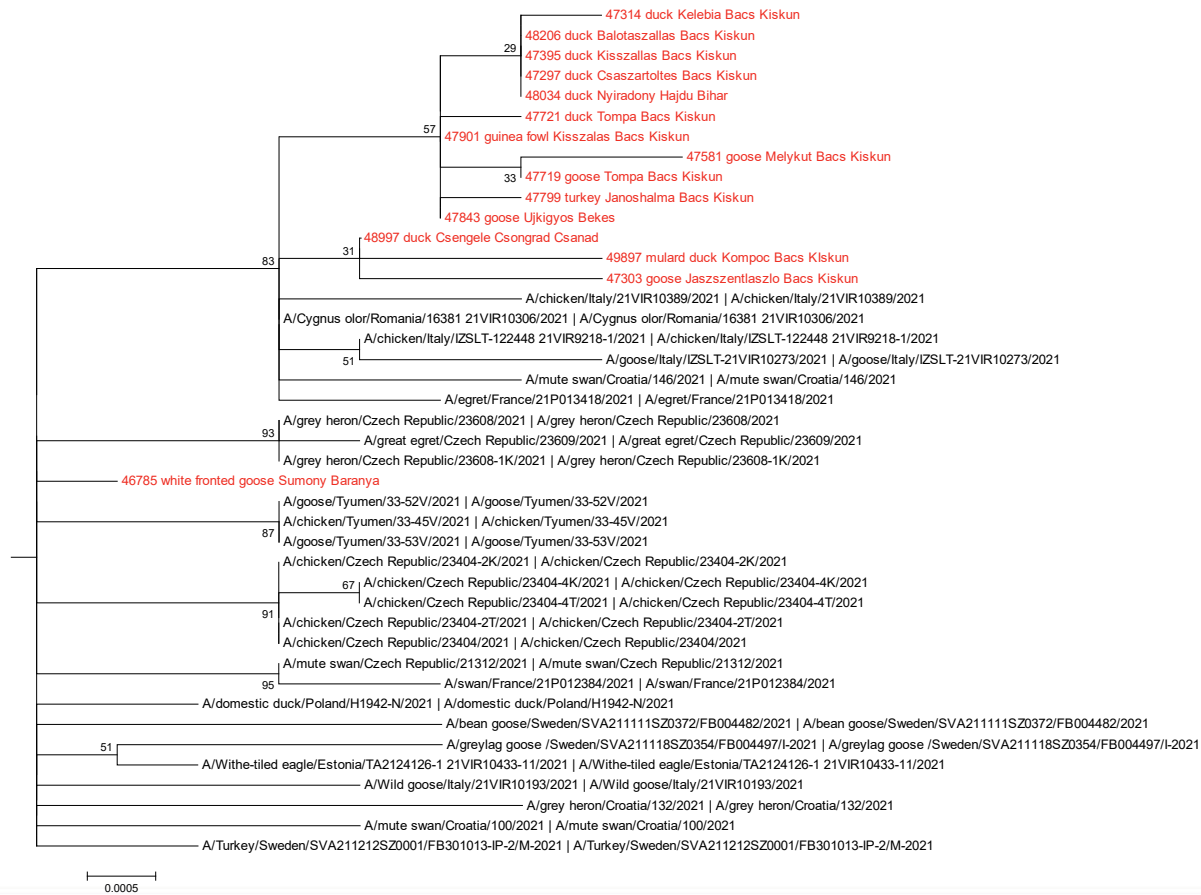 47314 duck Kelebia Bacs Kiskun
48206 duck Balotaszallas Bacs Kiskun
29
47395 duck Kisszallas Bacs Kiskun
47297 duck Csaszartoltes Bacs Kiskun
48034 duck Nyiradony Hajdu Bihar
47721 duck Tompa Bacs Kiskun
57
47901 guinea fowl Kisszalas Bacs Kiskun
47581 goose Melykut Bacs Kiskun
33
47719 goose Tompa Bacs Kiskun
47799 turkey Janoshalma Bacs Kiskun
47843 goose Ujkigyos Bekes
48997 duck Csengele Csongrad Csanad
31
83
49897 mulard duck Kompoc Bacs KIskun
47303 goose Jaszszentlaszlo Bacs Kiskun
A/chicken/Italy/21VIR10389/2021 | A/chicken/Italy/21VIR10389/2021
A/Cygnus olor/Romania/16381 21VIR10306/2021 | A/Cygnus olor/Romania/16381 21VIR10306/2021
A/chicken/Italy/IZSLT-122448 21VIR9218-1/2021 | A/chicken/Italy/IZSLT-122448 21VIR9218-1/2021
51
A/goose/Italy/IZSLT-21VIR10273/2021 | A/goose/Italy/IZSLT-21VIR10273/2021
A/mute swan/Croatia/146/2021 | A/mute swan/Croatia/146/2021
A/egret/France/21P013418/2021 | A/egret/France/21P013418/2021
A/grey heron/Czech Republic/23608/2021 | A/grey heron/Czech Republic/23608/2021
93
A/great egret/Czech Republic/23609/2021 | A/great egret/Czech Republic/23609/2021
A/grey heron/Czech Republic/23608-1K/2021 | A/grey heron/Czech Republic/23608-1K/2021
46785 white fronted goose Sumony Baranya
A/goose/Tyumen/33-52V/2021 | A/goose/Tyumen/33-52V/2021
A/chicken/Tyumen/33-45V/2021 | A/chicken/Tyumen/33-45V/2021
87
A/goose/Tyumen/33-53V/2021 | A/goose/Tyumen/33-53V/2021
A/chicken/Czech Republic/23404-2K/2021 | A/chicken/Czech Republic/23404-2K/2021
67
A/chicken/Czech Republic/23404-4K/2021 | A/chicken/Czech Republic/23404-4K/2021
A/chicken/Czech Republic/23404-4T/2021 | A/chicken/Czech Republic/23404-4T/2021
91
A/chicken/Czech Republic/23404-2T/2021 | A/chicken/Czech Republic/23404-2T/2021
A/chicken/Czech Republic/23404/2021 | A/chicken/Czech Republic/23404/2021
A/mute swan/Czech Republic/21312/2021 | A/mute swan/Czech Republic/21312/2021
95
A/swan/France/21P012384/2021 | A/swan/France/21P012384/2021
A/domestic duck/Poland/H1942-N/2021 | A/domestic duck/Poland/H1942-N/2021
A/bean goose/Sweden/SVA211111SZ0372/FB004482/2021 | A/bean goose/Sweden/SVA211111SZ0372/FB004482/2021
51
A/greylag goose /Sweden/SVA211118SZ0354/FB004497/I-2021 | A/greylag goose /Sweden/SVA211118SZ0354/FB004497/I-2021
A/Withe-tiled eagle/Estonia/TA2124126-1 21VIR10433-11/2021 | A/Withe-tiled eagle/Estonia/TA2124126-1 21VIR10433-11/2021
A/Wild goose/Italy/21VIR10193/2021 | A/Wild goose/Italy/21VIR10193/2021
A/grey heron/Croatia/132/2021 | A/grey heron/Croatia/132/2021
A/mute swan/Croatia/100/2021 | A/mute swan/Croatia/100/2021
A/Turkey/Sweden/SVA211212SZ0001/FB301013-IP-2/M-2021 | A/Turkey/Sweden/SVA211212SZ0001/FB301013-IP-2/M-2021
0.0005